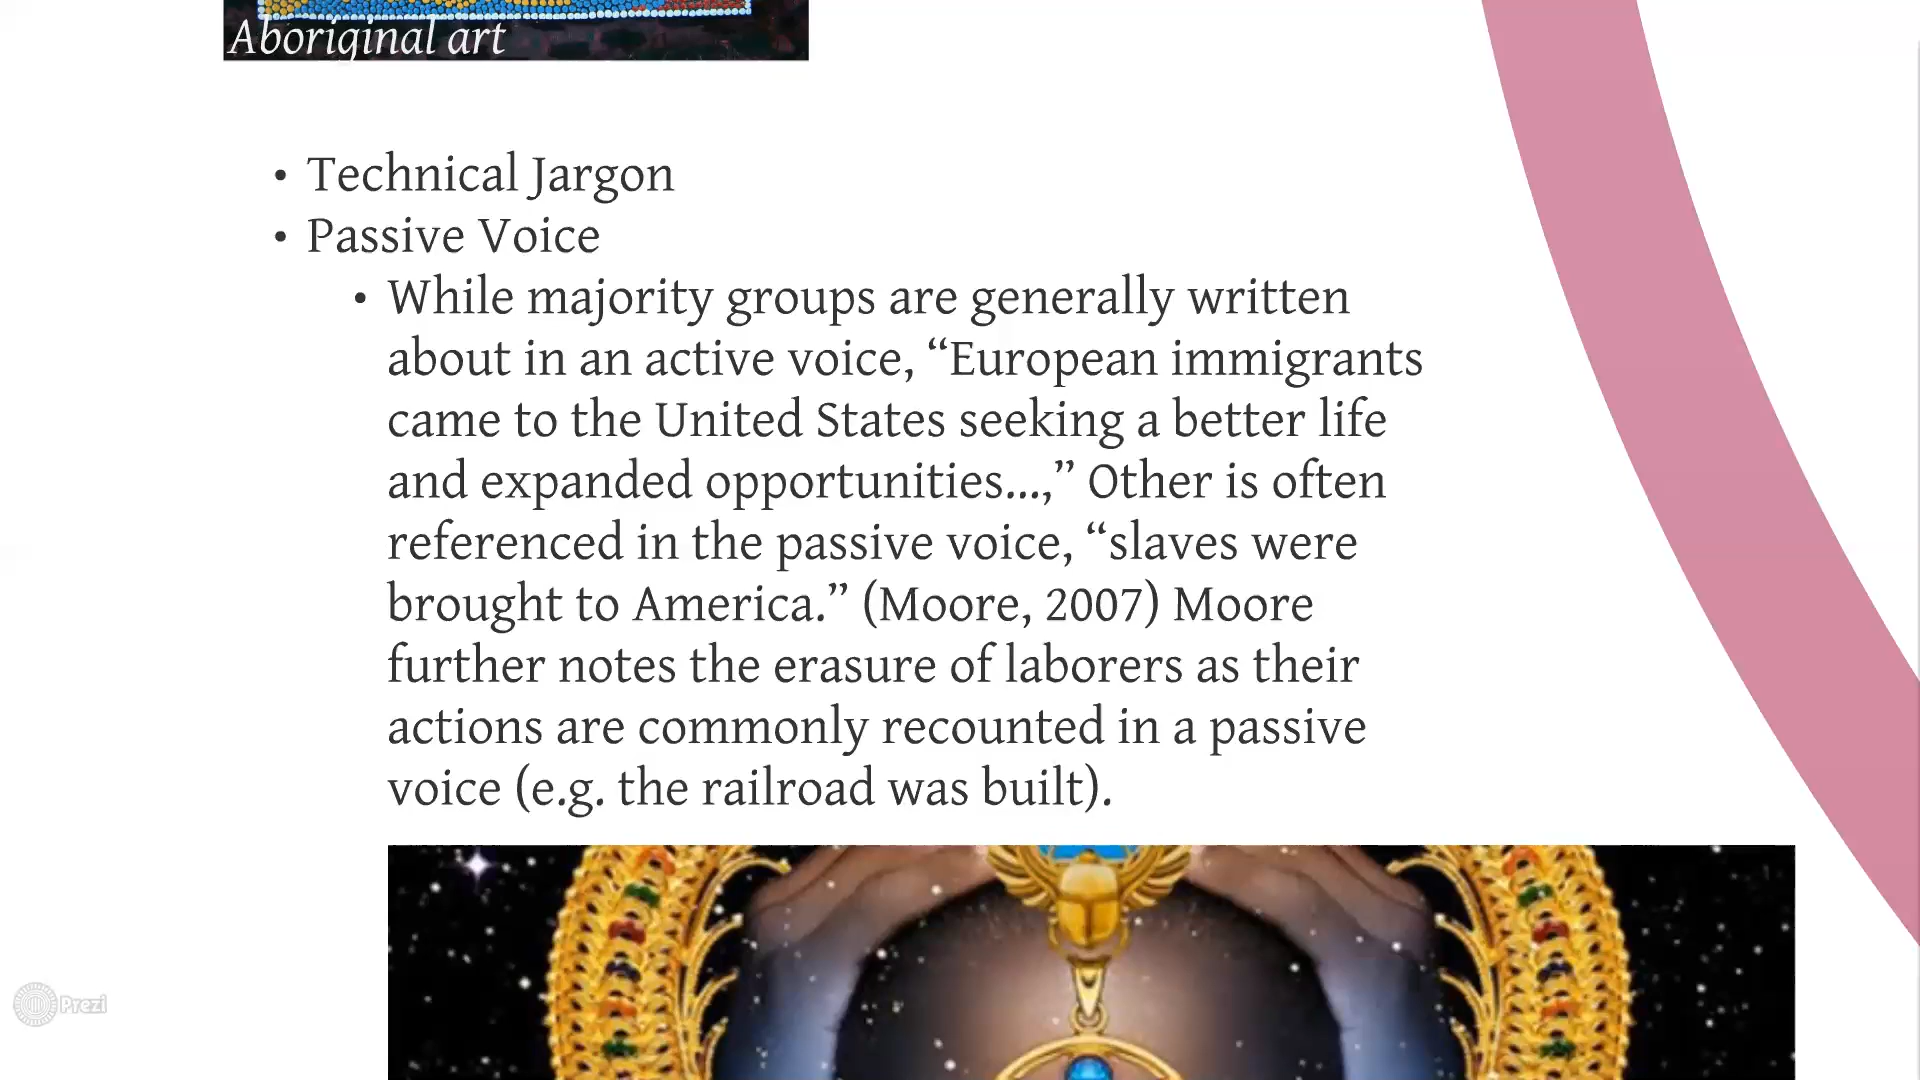 Aboriginal art
• Technical Jargon
• Passive Voice
• While majority groups are generally written
about in an active voice, “European immigrants
came to the United States seeking a better life
and expanded opportunities...,” Other is often
referenced in the passive voice, “slaves were
brought to America.” (Moore, 2007) Moore
further notes the erasure of laborers as their
actions are commonly recounted in a passive
voice (e.g. the railroad was built).
Prezi